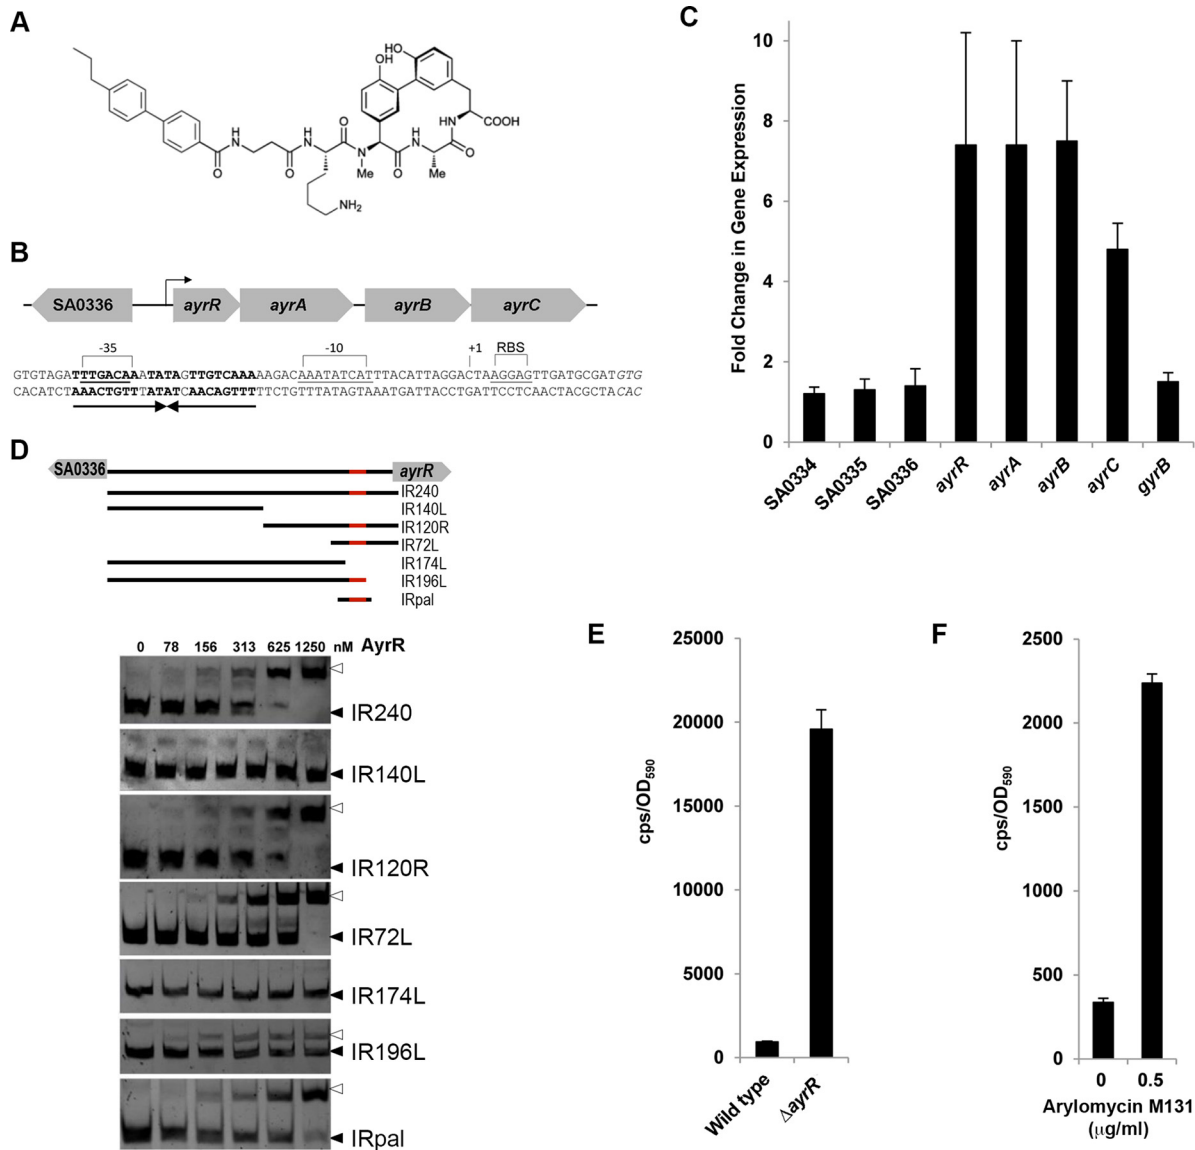 A
HO
OH
H
N
O
O
H
N
O
N
Me
O
H
N
Me
O
HN
COOH
NH₂
B
SA0336
ayrR
ayrA
ayrB
ayrC
-35
-10
+1
RBS
GTGTAGATTTGACAAATATAGTTGTCAAAAAGACAAATATCATTTACATTAGGACTAAGGAGTTGATGCGATGTG
CACATCTAAACTGTTTATATCAACAGTTTTTCTGTTTATAGTAAATGATTACCTGATTCCTCAACTACGCTACAC
C
Fold Change in Gene Expression
10
8
6
4
2
0
SA0334
SA0335
SA0336
ayrR
ayrA
ayrB
ayrC
gyrB
D
SA0336
ayrR
IR240
IR140L
IR120R
IR72L
IR174L
IR196L
IRpal
0 78 156 313 625 1250 nM AyrR
IR240
IR140L
IR120R
IR72L
IR174L
IR196L
IRpal
E
cps/OD₅₉₀
25000
20000
15000
10000
5000
0
Wild type
ΔayrR
F
cps/OD₅₉₀
2500
2000
1500
1000
500
0
0 0.5
Arylomycin M131
(μg/ml)